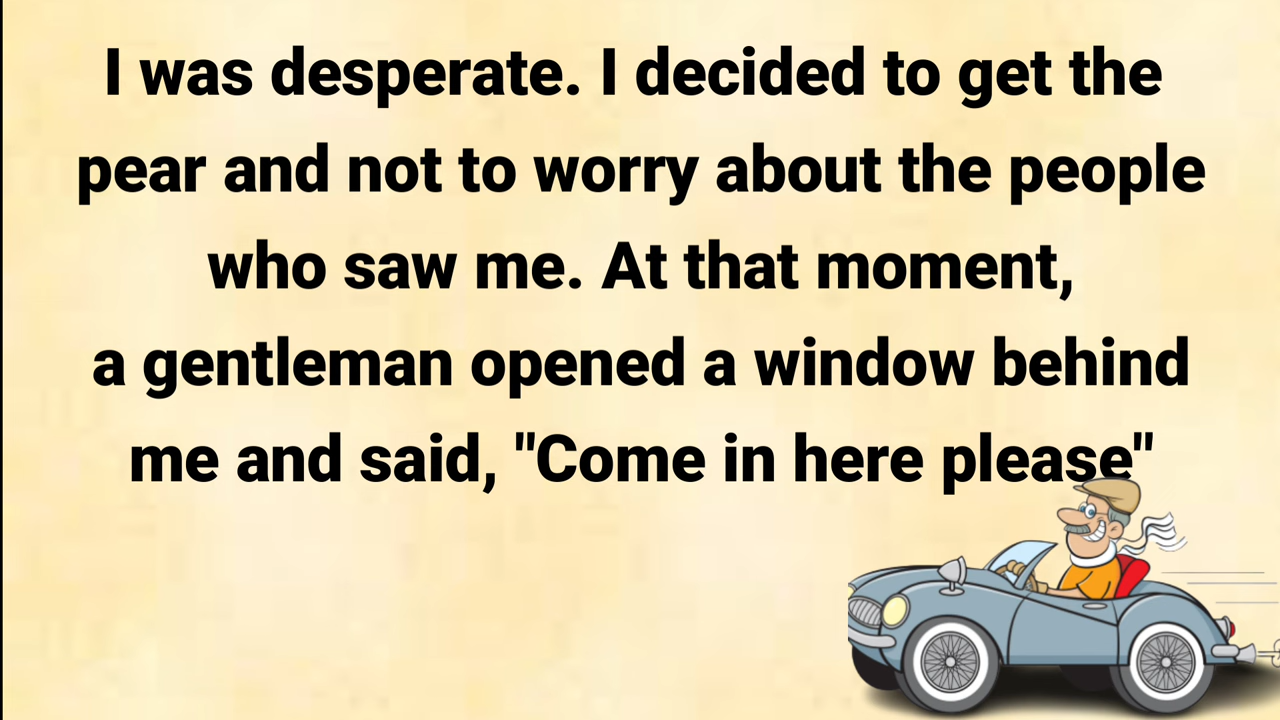 I was desperate. I decided to get the
pear and not to worry about the people
who saw me. At that moment,
a gentleman opened a window behind
me and said, "Come in here please"